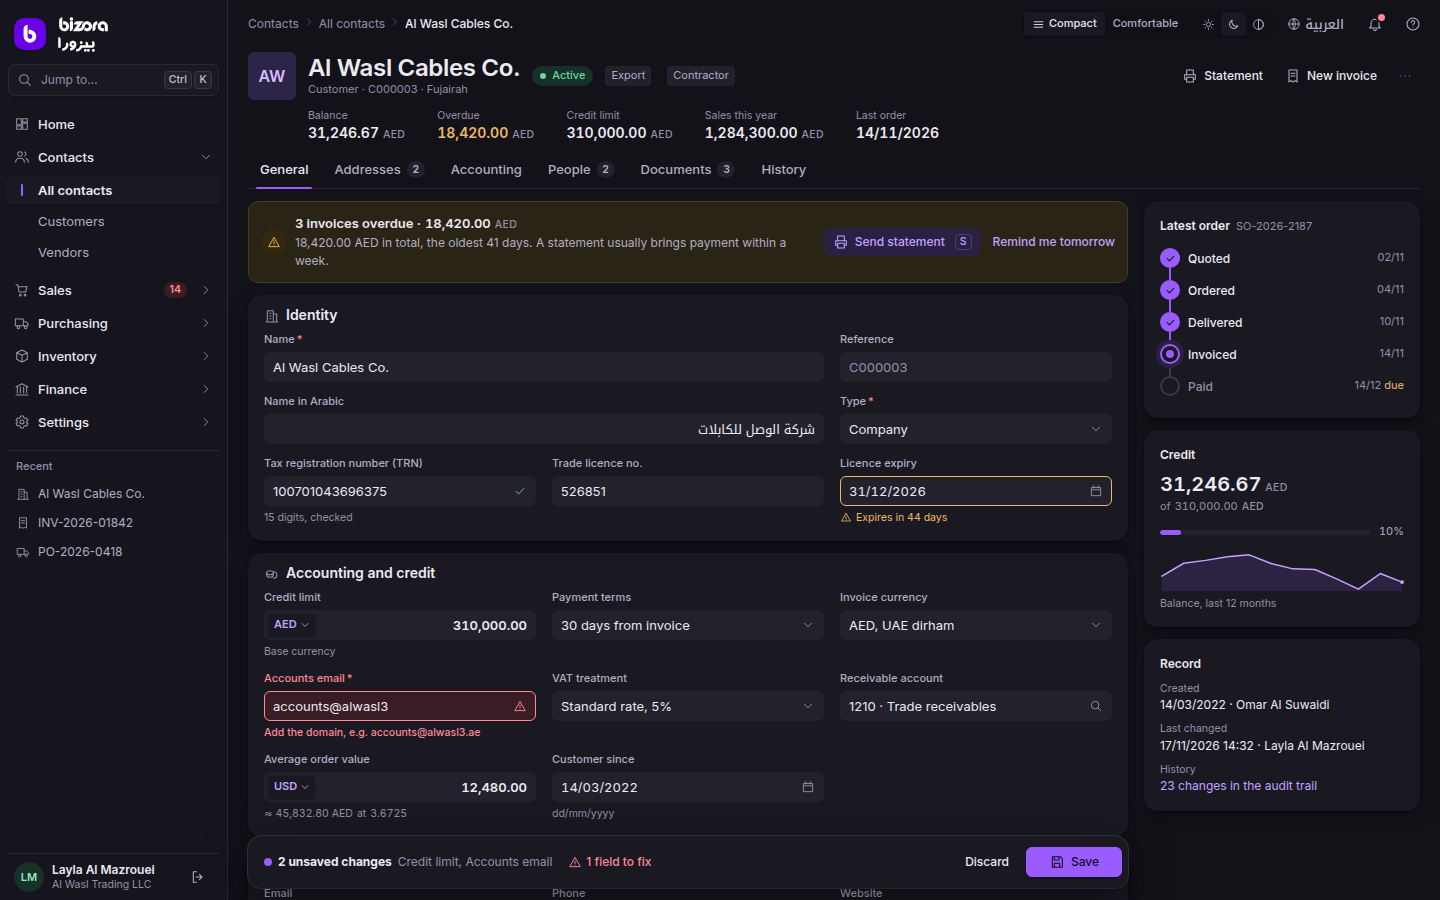 bizora
بيزورا
Jump to...
Ctrl K
Home
Contacts
All contacts
Customers
Vendors
Sales 14
Purchasing
Inventory
Finance
Settings
Recent
Al Wasl Cables Co.
INV-2026-01842
PO-2026-0418
LM
Layla Al Mazrouei
Al Wasl Trading LLC
Contacts All contacts Al Wasl Cables Co.
Compact Comfortable
العربية
AW
Al Wasl Cables Co.
Active Export Contractor
Customer · C000003 · Fujairah
Statement New invoice
Balance
31,246.67 AED
Overdue
18,420.00 AED
Credit limit
310,000.00 AED
Sales this year
1,284,300.00 AED
Last order
14/11/2026
General Addresses 2 Accounting People 2 Documents 3 History
3 invoices overdue · 18,420.00 AED
18,420.00 AED in total, the oldest 41 days. A statement usually brings payment within a
week.
Send statement S Remind me tomorrow
Identity
Name *
Al Wasl Cables Co.
Reference
C000003
Name in Arabic
شركة الوصل للكابلات
Type *
Company
Tax registration number (TRN)
100701043696375
15 digits, checked
Trade licence no.
526851
Licence expiry
31/12/2026
Expires in 44 days
Accounting and credit
Credit limit
AED 310,000.00
Base currency
Payment terms
30 days from invoice
Invoice currency
AED, UAE dirham
Accounts email *
accounts@alwasl3
Add the domain, e.g. accounts@alwasl3.ae
VAT treatment
Standard rate, 5%
Receivable account
1210 · Trade receivables
Average order value
USD 12,480.00
≈ 45,832.80 AED at 3.6725
Customer since
14/03/2022
dd/mm/yyyy
2 unsaved changes Credit limit, Accounts email 1 field to fix
Discard Save
Email Phone Website
Latest order SO-2026-2187
Quoted 02/11
Ordered 04/11
Delivered 10/11
Invoiced 14/11
Paid 14/12 due
Credit
31,246.67 AED
of 310,000.00 AED
10%
Balance, last 12 months
Record
Created
14/03/2022 · Omar Al Suwaidi
Last changed
17/11/2026 14:32 · Layla Al Mazrouei
History
23 changes in the audit trail